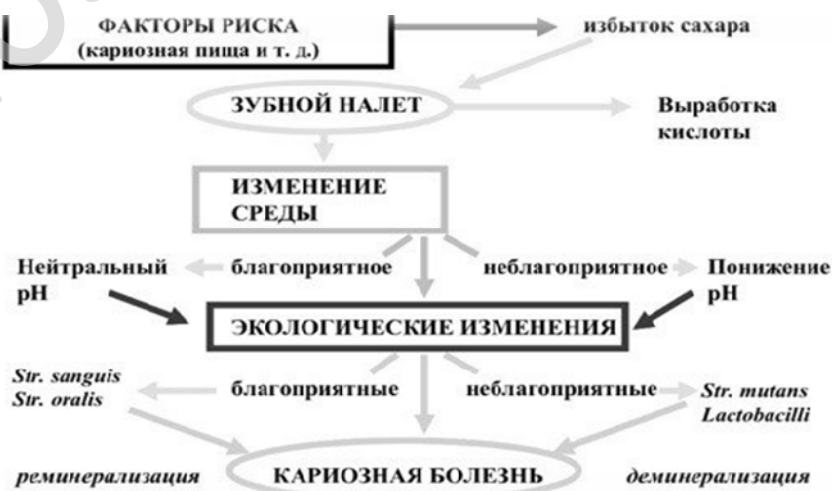 ФАКТОРЫ РИСКА
(кариозная пища и т. д.)
избыток сахара
ЗУБНОЙ НАЛЕТ
Выработка
кислоты
ИЗМЕНЕНИЕ
СРЕДЫ
Нейтральный
pH
благоприятное
неблагоприятное
Понижение
pH
ЭКОЛОГИЧЕСКИЕ ИЗМЕНЕНИЯ
Str. sanguis
Str. oralis
благоприятные
неблагоприятные
Str. mutans
Lactobacilli
реминерализация
КАРИОЗНАЯ БОЛЕЗНЬ
деминерализация